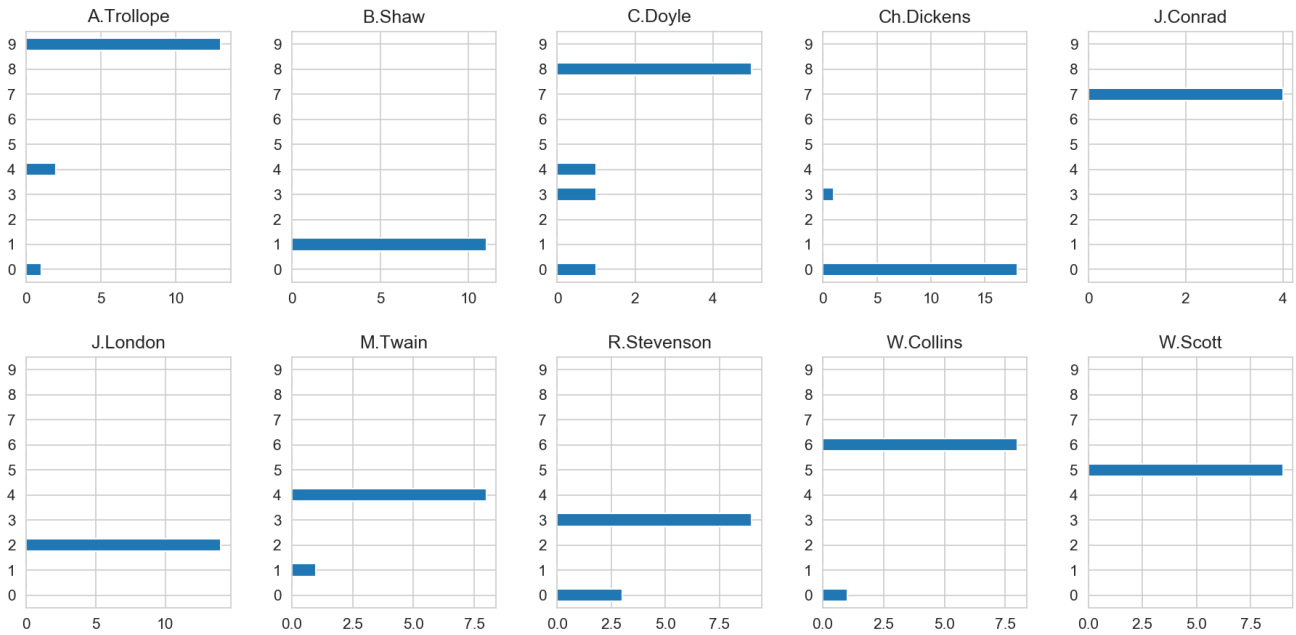 A.Trollope B.Shaw C.Doyle Ch.Dickens J.Conrad
9 9 9 9 9
8 8 8 8 8
7 7 7 7 7
6 6 6 6 6
5 5 5 5 5
4 4 4 4 4
3 3 3 3 3
2 2 2 2 2
1 1 1 1 1
0 0 0 0 0
0 5 10 0 5 10 0 2 4 0 5 10 15 0 2 4
J.London M.Twain R.Stevenson W.Collins W.Scott
9 9 9 9 9
8 8 8 8 8
7 7 7 7 7
6 6 6 6 6
5 5 5 5 5
4 4 4 4 4
3 3 3 3 3
2 2 2 2 2
1 1 1 1 1
0 0 0 0 0
0 5 10 0.0 2.5 5.0 7.5 0.0 2.5 5.0 7.5 0.0 2.5 5.0 7.5 0.0 2.5 5.0 7.5